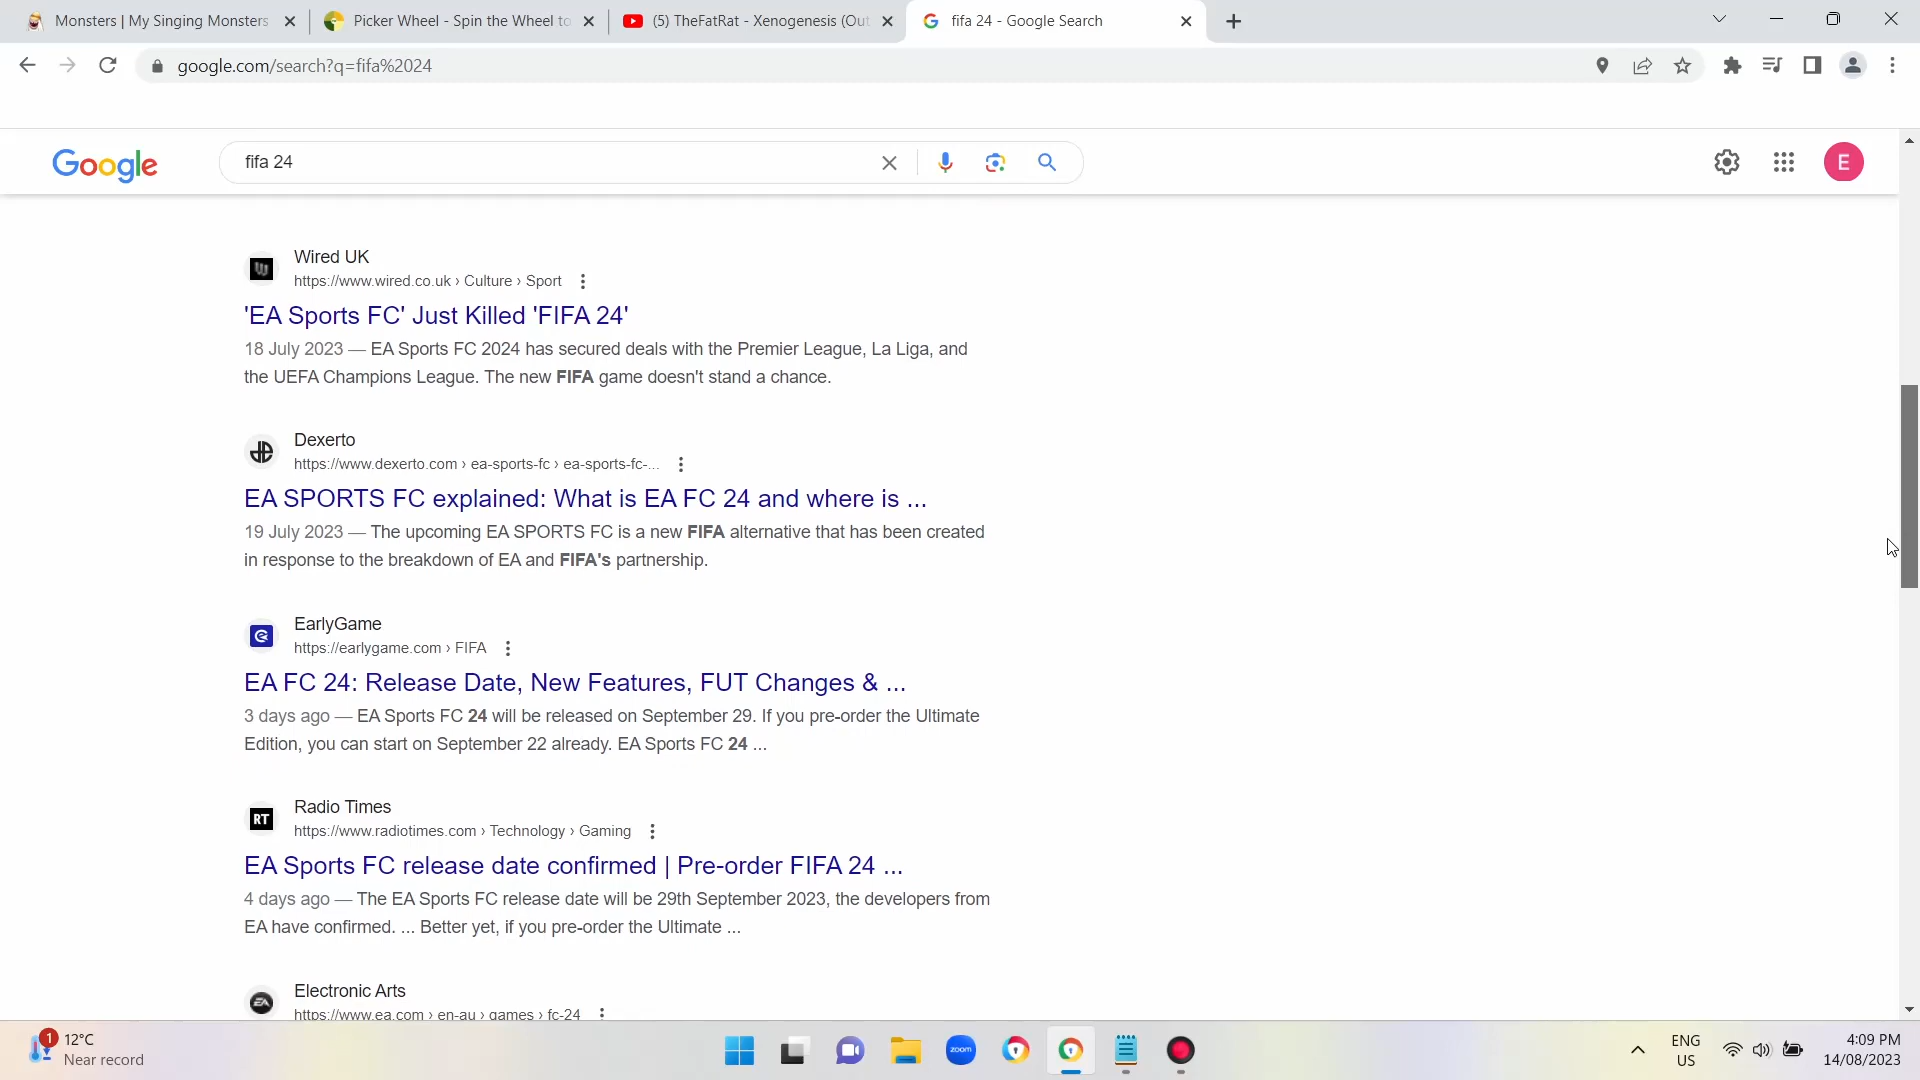 Monsters | My Singing Monsters
Picker Wheel - Spin the Wheel to
(5) TheFatRat - Xenogenesis (Out
fifa 24 - Google Search
google.com/search?q=fifa%2024
Google
fifa 24
E
Wired UK
https://www.wired.co.uk › Culture › Sport
'EA Sports FC' Just Killed 'FIFA 24'
18 July 2023 — EA Sports FC 2024 has secured deals with the Premier League, La Liga, and
the UEFA Champions League. The new FIFA game doesn't stand a chance.
Dexerto
https://www.dexerto.com › ea-sports-fc › ea-sports-fc-...
EA SPORTS FC explained: What is EA FC 24 and where is ...
19 July 2023 — The upcoming EA SPORTS FC is a new FIFA alternative that has been created
in response to the breakdown of EA and FIFA's partnership.
EarlyGame
https://earlygame.com › FIFA
EA FC 24: Release Date, New Features, FUT Changes & ...
3 days ago — EA Sports FC 24 will be released on September 29. If you pre-order the Ultimate
Edition, you can start on September 22 already. EA Sports FC 24 ...
RT
Radio Times
https://www.radiotimes.com › Technology › Gaming
EA Sports FC release date confirmed | Pre-order FIFA 24 ...
4 days ago — The EA Sports FC release date will be 29th September 2023, the developers from
EA have confirmed. ... Better yet, if you pre-order the Ultimate ...
EA
Electronic Arts
https://www.ea.com › en-au › games › fc-24
1
12°C
Near record
zoom
ENG
US
4:09 PM
14/08/2023